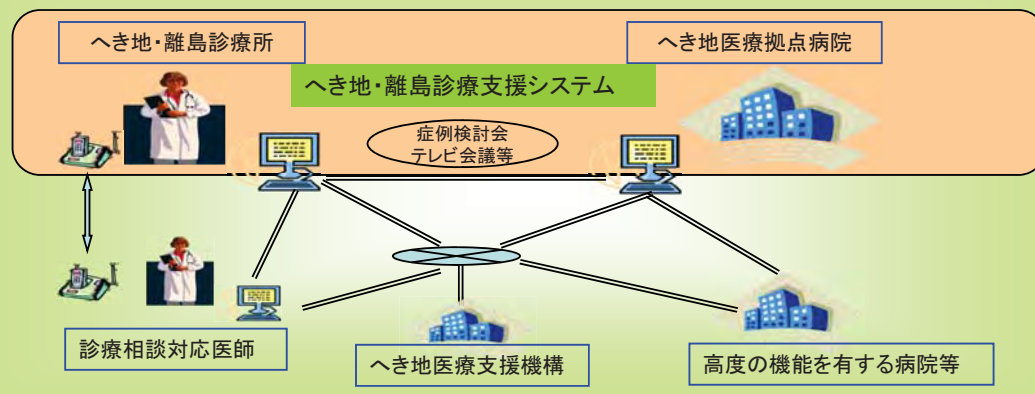 へき地・離島診療所
へき地医療拠点病院
へき地・離島診療支援システム
症例検討会
テレビ会議等
診療相談対応医師
へき地医療支援機構
高度の機能を有する病院等